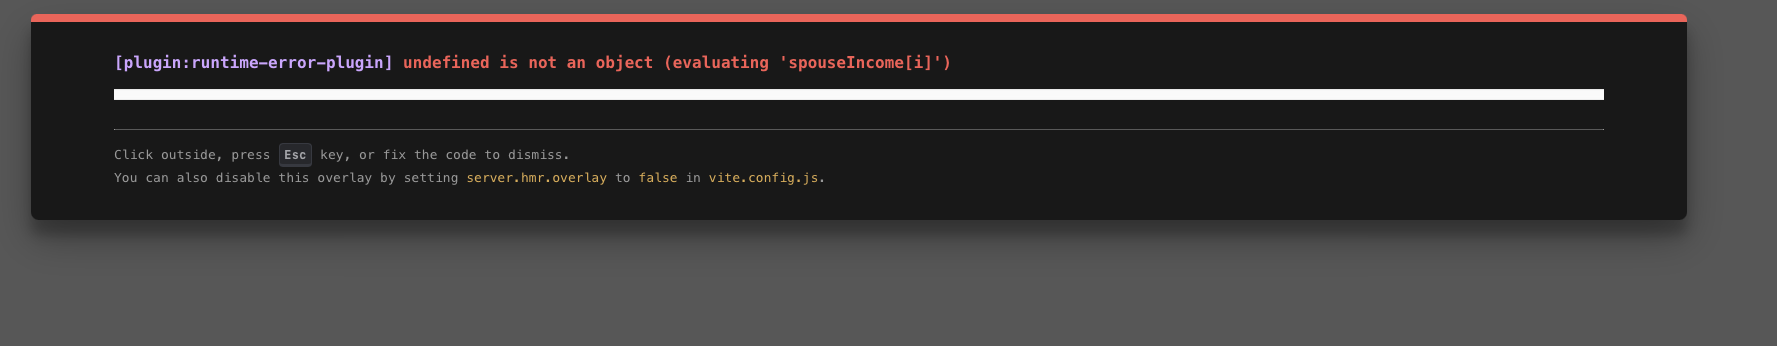 [plugin:runtime-error-plugin] undefined is not an object (evaluating 'spouseIncome[i]')
Click outside, press Esc key, or fix the code to dismiss.
You can also disable this overlay by setting server.hmr.overlay to false in vite.config.js.